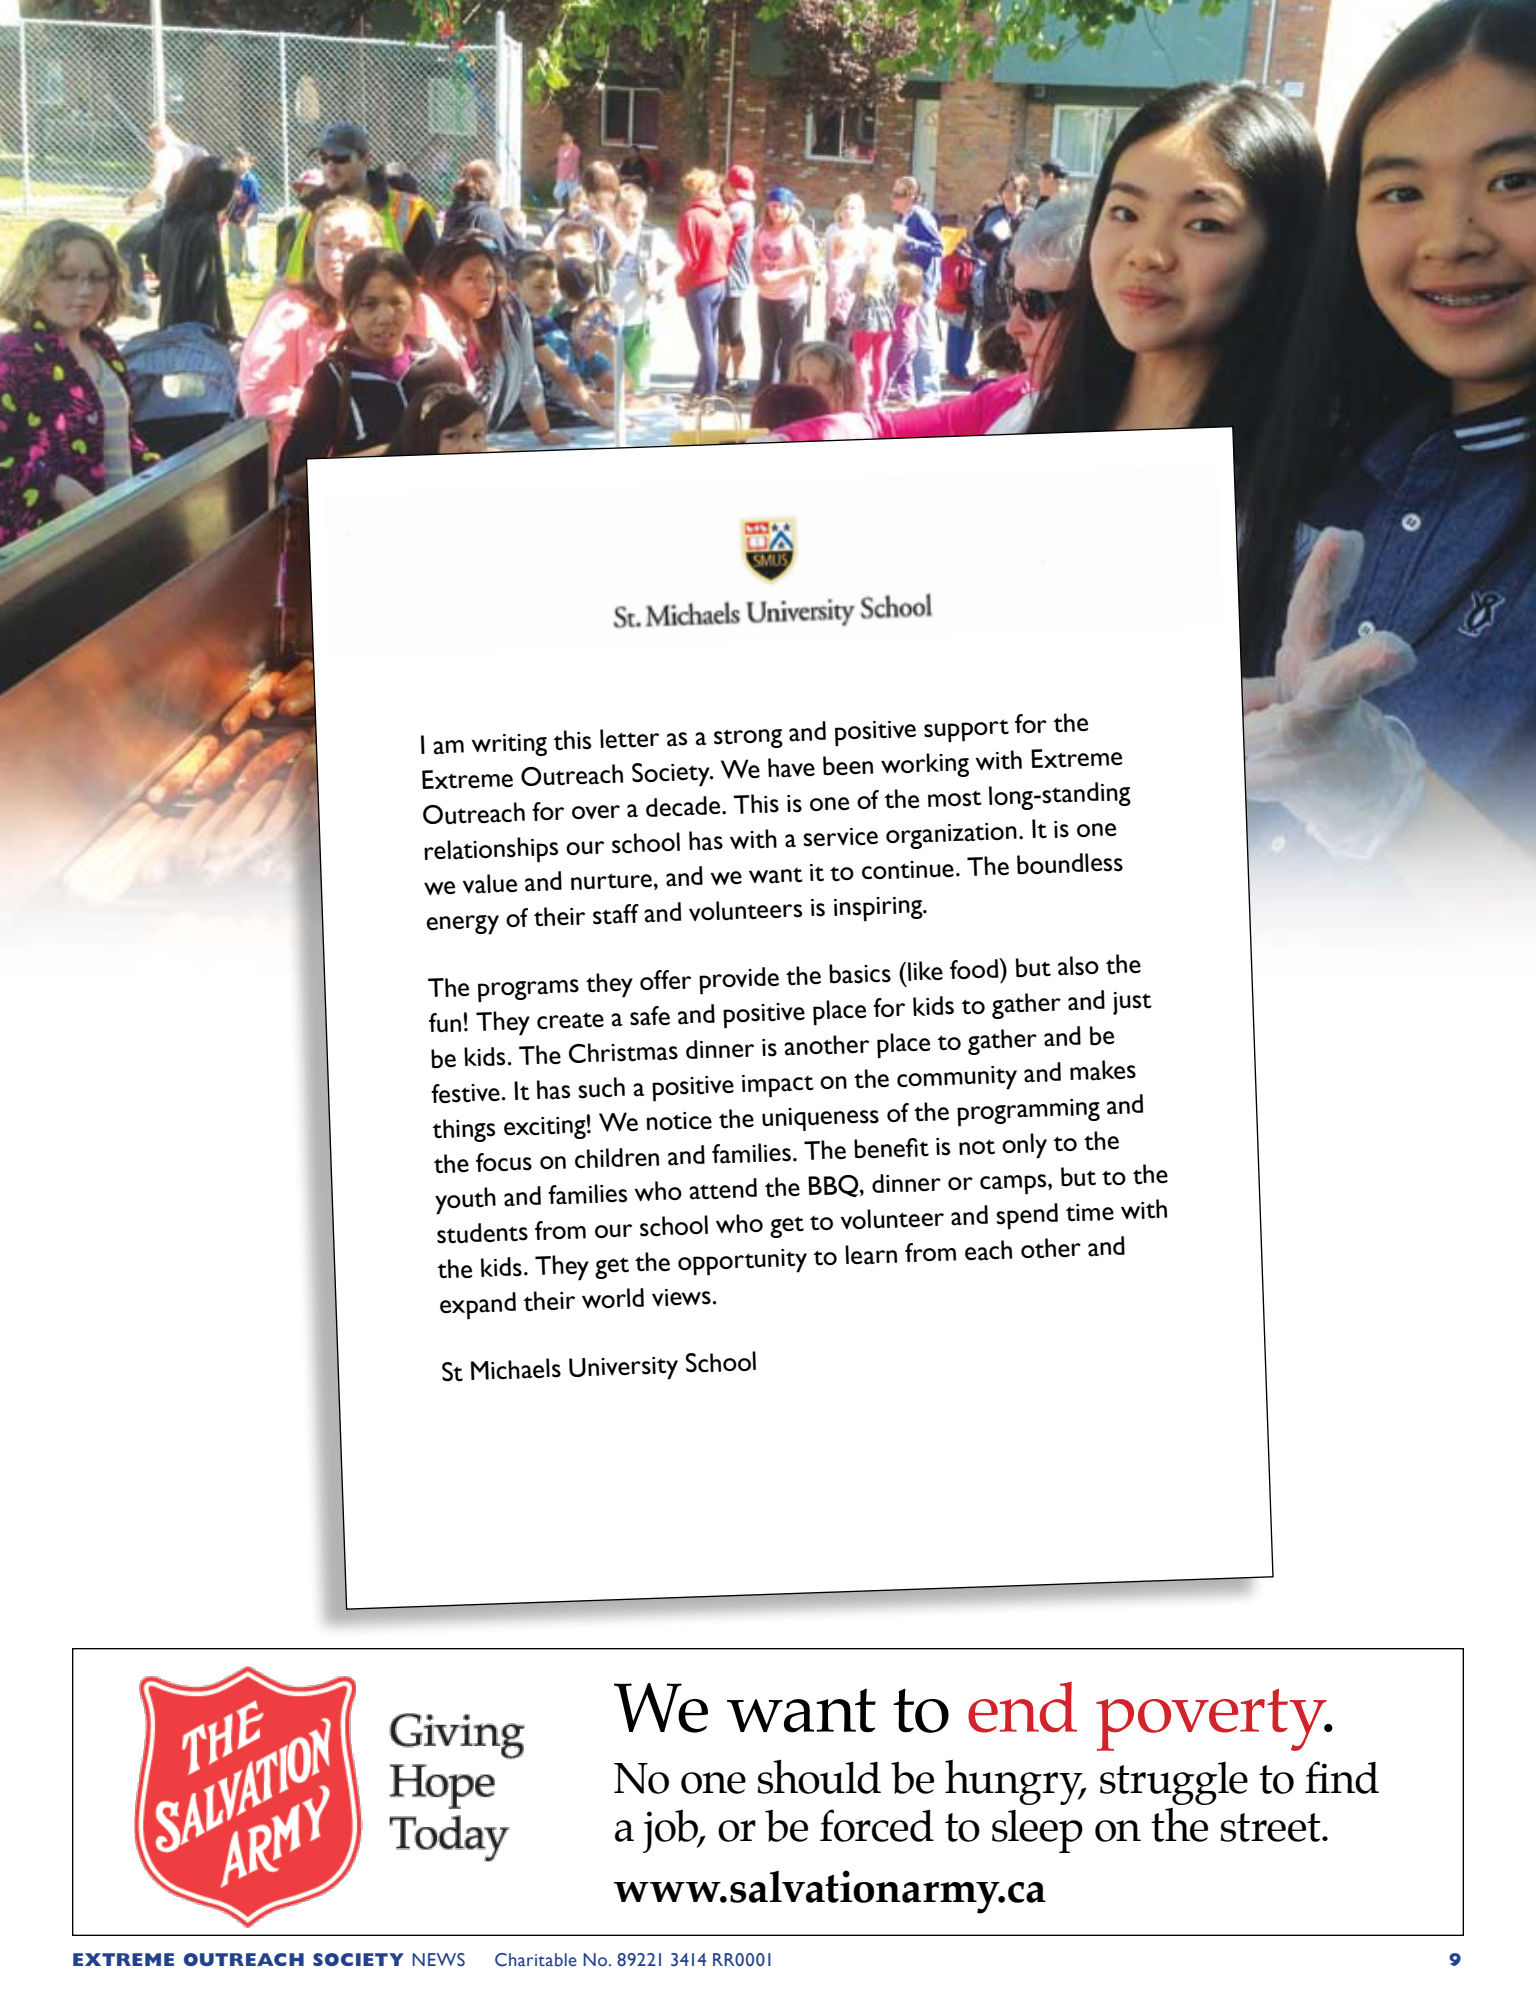 SMUS
St. Michaels University School
I am writing this letter as a strong and positive support for the
Extreme Outreach Society. We have been working with Extreme
Outreach for over a decade. This is one of the most long-standing
relationships our school has with a service organization. It is one
we value and nurture, and we want it to continue. The boundless
energy of their staff and volunteers is inspiring.
The programs they offer provide the basics (like food) but also the
fun! They create a safe and positive place for kids to gather and just
be kids. The Christmas dinner is another place to gather and be
festive. It has such a positive impact on the community and makes
things exciting! We notice the uniqueness of the programming and
the focus on children and families. The benefit is not only to the
youth and families who attend the BBQ, dinner or camps, but to the
students from our school who get to volunteer and spend time with
the kids. They get the opportunity to learn from each other and
expand their world views.
St Michaels University School
THE
SALVATION
ARMY
Giving
Hope
Today
We want to end poverty.
No one should be hungry, struggle to find
a job, or be forced to sleep on the street.
www.salvationarmy.ca
EXTREME OUTREACH SOCIETY NEWS Charitable No. 89221 3414 RR0001 9